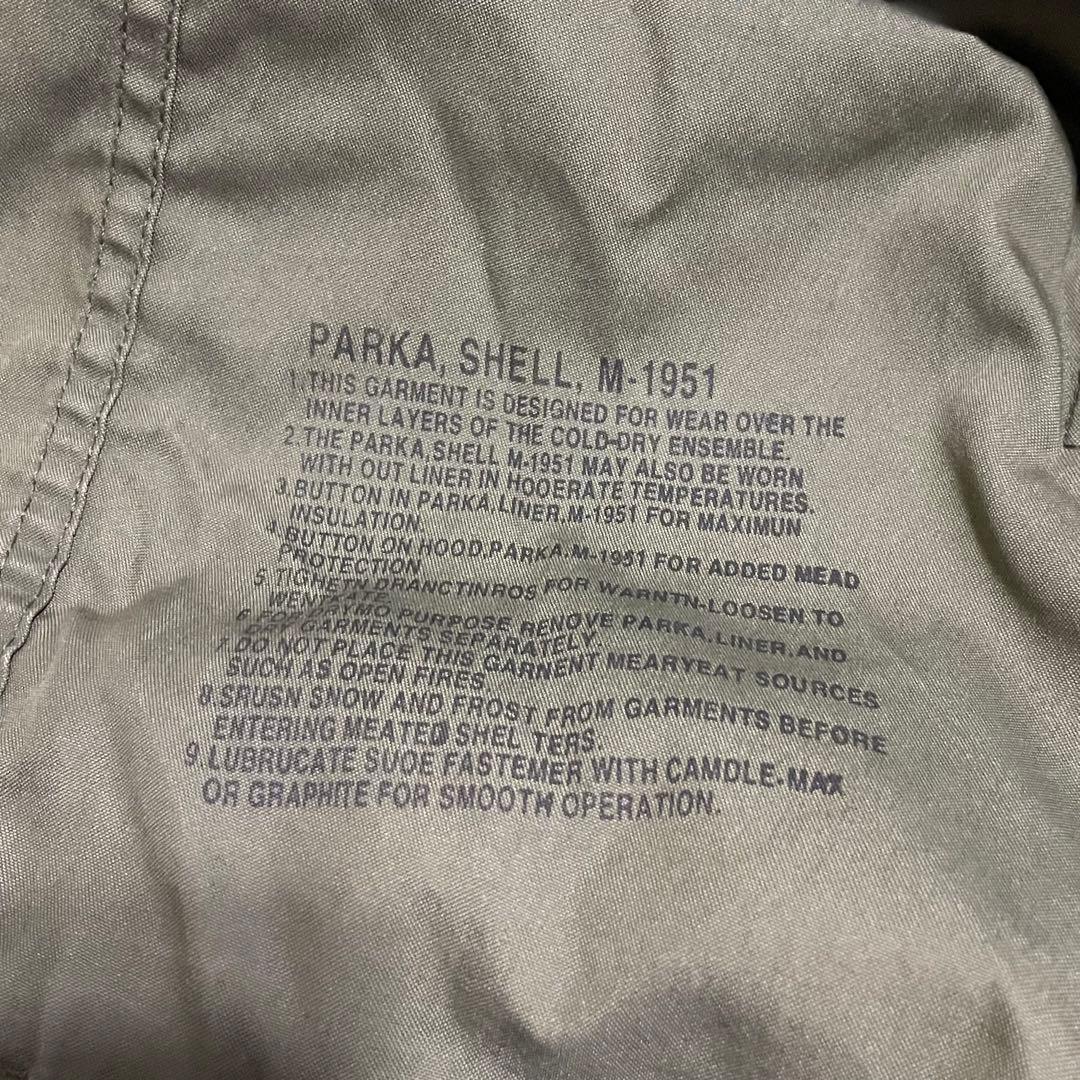 PARKA, SHELL, M-1951
1.THIS GARMENT IS DESIGNED FOR WEAR OVER THE
INNER LAYERS OF THE COLD-DRY ENSEMBLE.
2.THE PARKA,SHELL M-1951 MAY ALSO BE WORN
WITH OUT LINER IN HOOERATE TEMPERATURES.
3.BUTTON IN PARKA.LINER.M-1951 FOR MAXIMUN
INSULATION.
4.BUTTON ON HOOD.PARKA.M-1951 FOR ADDED MEAD
PROTECTION
5.TIGHETN DRANCTINROS FOR WARNTN-LOOSEN TO
6. PURPOSE RENOVE PARKA.LINER.AND
GARMENTS SEPARATELY.
7.DO NOT PLACE THIS GARNENT MEARYEAT SOURCES
SUCH AS OPEN FIRES.
8.SRUSN SNOW AND FROST FROM GARMENTS BEFORE
ENTERING MEATED SHEL TERS.
9.LUBRUCATE SUOE FASTEMER WITH CAMDLE-MAX
OR GRAPHITE FOR SMOOTH OPERATION.